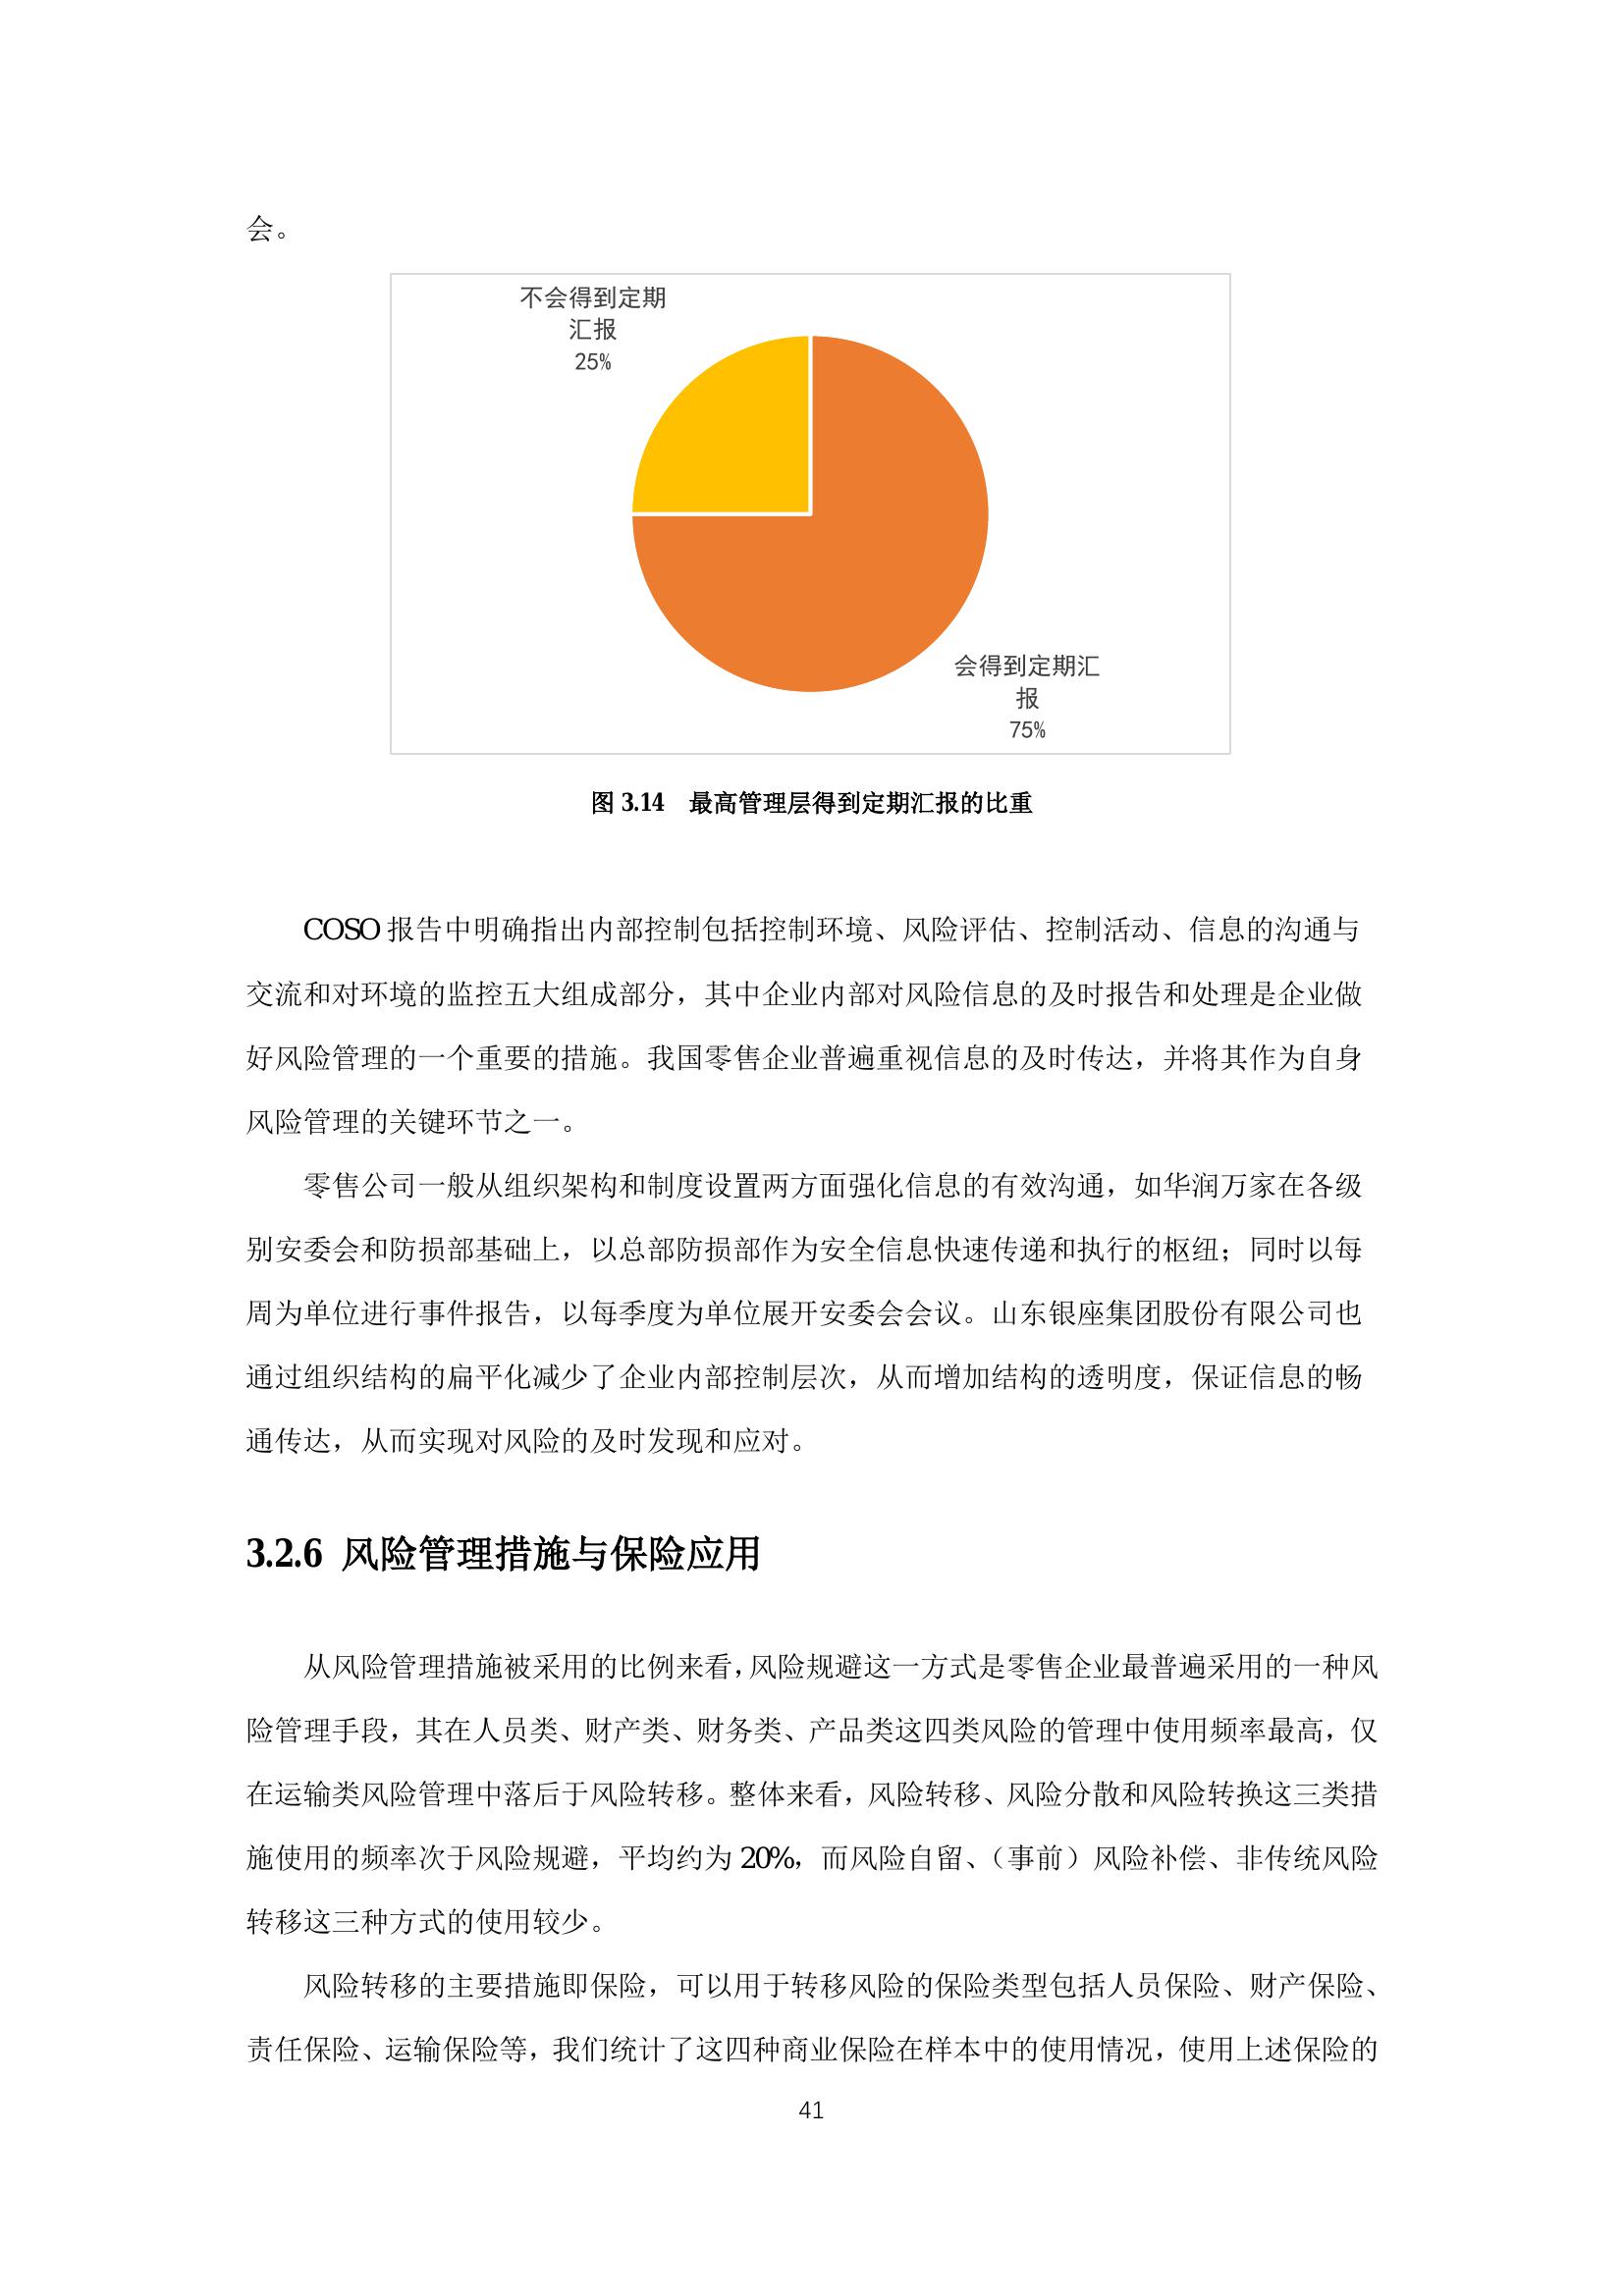 会。
不会得到定期
汇报
25%
会得到定期汇
报
75%
图 3.14 最高管理层得到定期汇报的比重
COSO 报告中明确指出内部控制包括控制环境、风险评估、控制活动、信息的沟通与
交流和对环境的监控五大组成部分，其中企业内部对风险信息的及时报告和处理是企业做
好风险管理的一个重要的措施。我国零售企业普遍重视信息的及时传达，并将其作为自身
风险管理的关键环节之一。
零售公司一般从组织架构和制度设置两方面强化信息的有效沟通，如华润万家在各级
别安委会和防损部基础上，以总部防损部作为安全信息快速传递和执行的枢纽；同时以每
周为单位进行事件报告，以每季度为单位展开安委会会议。山东银座集团股份有限公司也
通过组织结构的扁平化减少了企业内部控制层次，从而增加结构的透明度，保证信息的畅
通传达，从而实现对风险的及时发现和应对。
3.2.6 风险管理措施与保险应用
从风险管理措施被采用的比例来看，风险规避这一方式是零售企业最普遍采用的一种风
险管理手段，其在人员类、财产类、财务类、产品类这四类风险的管理中使用频率最高，仅
在运输类风险管理中落后于风险转移。整体来看，风险转移、风险分散和风险转换这三类措
施使用的频率次于风险规避，平均约为 20%，而风险自留、（事前）风险补偿、非传统风险
转移这三种方式的使用较少。
风险转移的主要措施即保险，可以用于转移风险的保险类型包括人员保险、财产保险、
责任保险、运输保险等，我们统计了这四种商业保险在样本中的使用情况，使用上述保险的
41